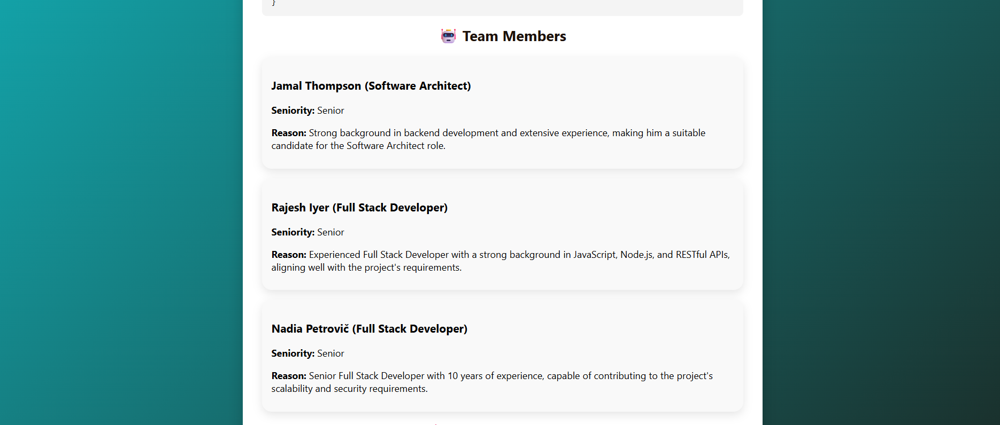 }
Team Members
Jamal Thompson (Software Architect)
Seniority: Senior
Reason: Strong background in backend development and extensive experience, making him a suitable
candidate for the Software Architect role.
Rajesh Iyer (Full Stack Developer)
Seniority: Senior
Reason: Experienced Full Stack Developer with a strong background in JavaScript, Node.js, and RESTful APIs,
aligning well with the project's requirements.
Nadia Petrovič (Full Stack Developer)
Seniority: Senior
Reason: Senior Full Stack Developer with 10 years of experience, capable of contributing to the project's
scalability and security requirements.